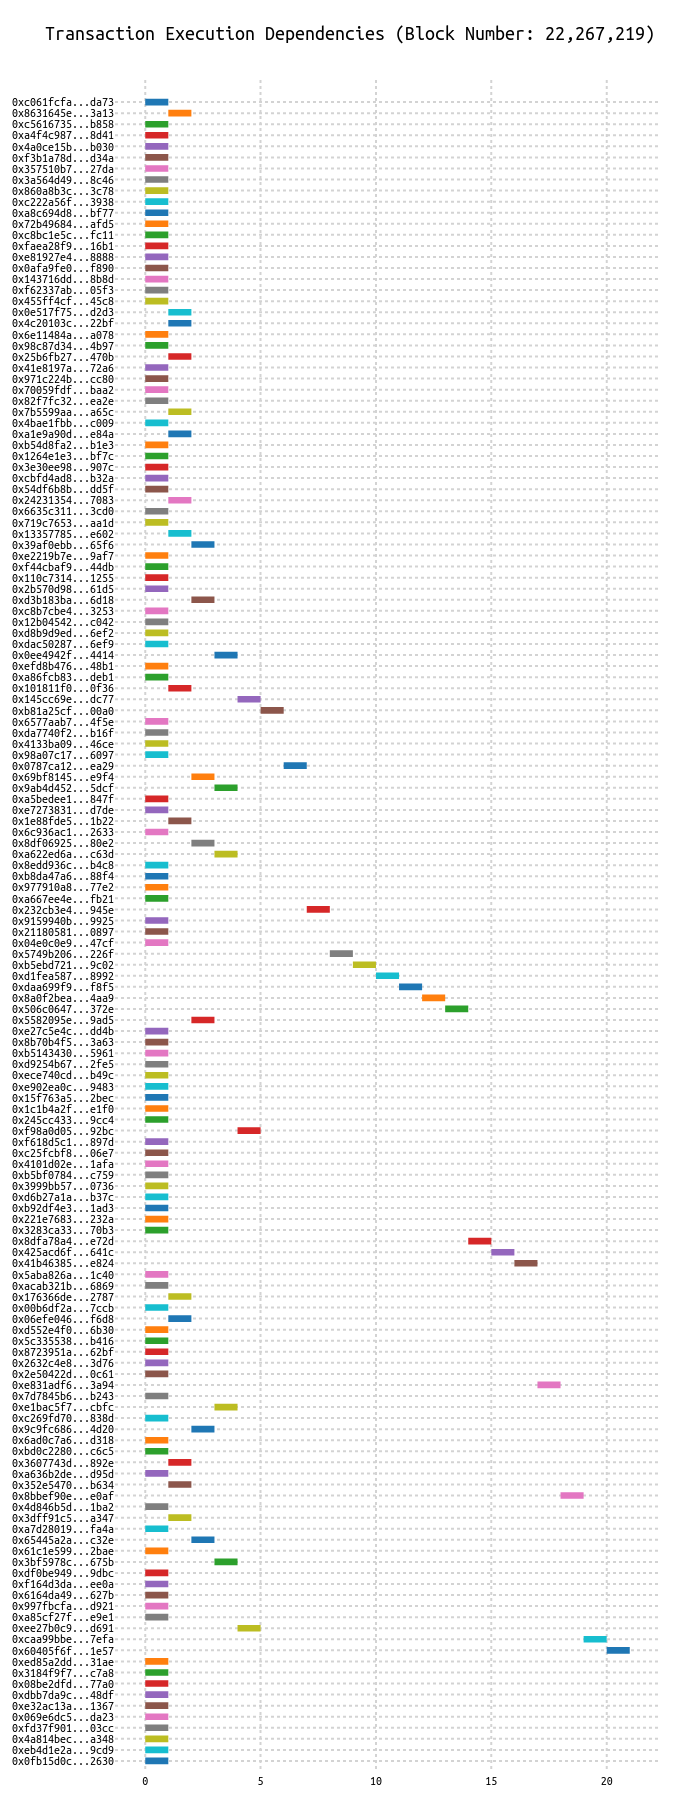 Transaction Execution Dependencies (Block Number: 22,267,219)
0xc061fcfa...da73
0x8631645e...3a13
0xc5616735...b858
0xa4f4c987...8d41
0x4a0ce15b...b030
0xf3b1a78d...d34a
0x357510b7...27da
0x3a564d49...8c46
0x860a8b3c...3c78
0xc222a56f...3938
0xa8c694d8...bf77
0x72b49684...afd5
0xc8bc1e5c...fc11
0xfaea28f9...16b1
0xe81927e4...8888
0x0afa9fe0...f890
0x143716dd...8b8d
0xf62337ab...05f3
0x455ff4cf...45c8
0x0e517f75...d2d3
0x4c20103c...22bf
0x6e11484a...a078
0x98c87d34...4b97
0x25b6fb27...470b
0x41e8197a...72a6
0x971c224b...cc80
0x70059fdf...baa2
0x82f7fc32...ea2e
0x7b5599aa...a65c
0x4bae1fbb...c009
0xa1e9a90d...e84a
0xb54d8fa2...b1e3
0x1264e1e3...bf7c
0x3e30ee98...907c
0xcbfd4ad8...b32a
0x54df6b8b...dd5f
0x24231354...7083
0x6635c311...3cd0
0x719c7653...aa1d
0x13357785...e602
0x39af0ebb...65f6
0xe2219b7e...9af7
0xf44cbaf9...44db
0x110c7314...1255
0x2b570d98...61d5
0xd3b183ba...6d18
0xc8b7cbe4...3253
0x12b04542...c042
0xd8b9d9ed...6ef2
0xdac50287...6ef9
0x0ee4942f...4414
0xefd8b476...48b1
0xa86fcb83...deb1
0x101811f0...0f36
0x145cc69e...dc77
0xb81a25cf...00a0
0x6577aab7...4f5e
0xda7740f2...b16f
0x4133ba09...46ce
0x98a07c17...6097
0x0787ca12...ea29
0x69bf8145...e9f4
0x9ab4d452...5dcf
0xa5bedee1...847f
0xe7273831...d7de
0x1e88fde5...1b22
0x6c936ac1...2633
0x8df06925...80e2
0xa622ed6a...c63d
0x8edd936c...b4c8
0xb8da47a6...88f4
0x977910a8...77e2
0xa667ee4e...fb21
0x232cb3e4...945e
0x9159940b...9925
0x21180581...0897
0x04e0c0e9...47cf
0x5749b206...226f
0xb5ebd721...9c02
0xd1fea587...8992
0xdaa699f9...f8f5
0x8a0f2bea...4aa9
0x506c0647...372e
0x5582095e...9ad5
0xe27c5e4c...dd4b
0x8b70b4f5...3a63
0xb5143430...5961
0xd9254b67...2fe5
0xece740cd...b49c
0xe902ea0c...9483
0x15f763a5...2bec
0x1c1b4a2f...e1f0
0x245cc433...9cc4
0xf98a0d05...92bc
0xf618d5c1...897d
0xc25fcbf8...06e7
0x4101d02e...1afa
0xb5bf0784...c759
0x3999bb57...0736
0xd6b27a1a...b37c
0xb92df4e3...1ad3
0x221e7683...232a
0x3283ca33...70b3
0x8dfa78a4...e72d
0x425acd6f...641c
0x41b46385...e824
0x5aba826a...1c40
0xacab321b...6869
0x176366de...2787
0x00b6df2a...7ccb
0x06efe046...f6d8
0xd552e4f0...6b30
0x5c335538...b416
0x8723951a...62bf
0x2632c4e8...3d76
0x2e50422d...0c61
0xe831adf6...3a94
0x7d7845b6...b243
0xe1bac5f7...cbfc
0xc269fd70...838d
0x9c9fc686...4d20
0x6ad0c7a6...d318
0xbd0c2280...c6c5
0x3607743d...892e
0xa636b2de...d95d
0x352e5470...b634
0x8bbef90e...e0af
0x4d846b5d...1ba2
0x3dff91c5...a347
0xa7d28019...fa4a
0x65445a2a...c32e
0x61c1e599...2bae
0x3bf5978c...675b
0xdf0be949...9dbc
0xf164d3da...ee0a
0x6164da49...627b
0x997fbcfa...d921
0xa85cf27f...e9e1
0xee27b0c9...d691
0xcaa99bbe...7efa
0x60405f6f...1e57
0xed85a2dd...31ae
0x3184f9f7...c7a8
0x08be2dfd...77a0
0xdbb7da9c...48df
0xe32ac13a...1367
0x069e6dc5...da23
0xfd37f901...03cc
0x4a814bec...a348
0xeb4d1e2a...9cd9
0x0fb15d0c...2630
0 5 10 15 20